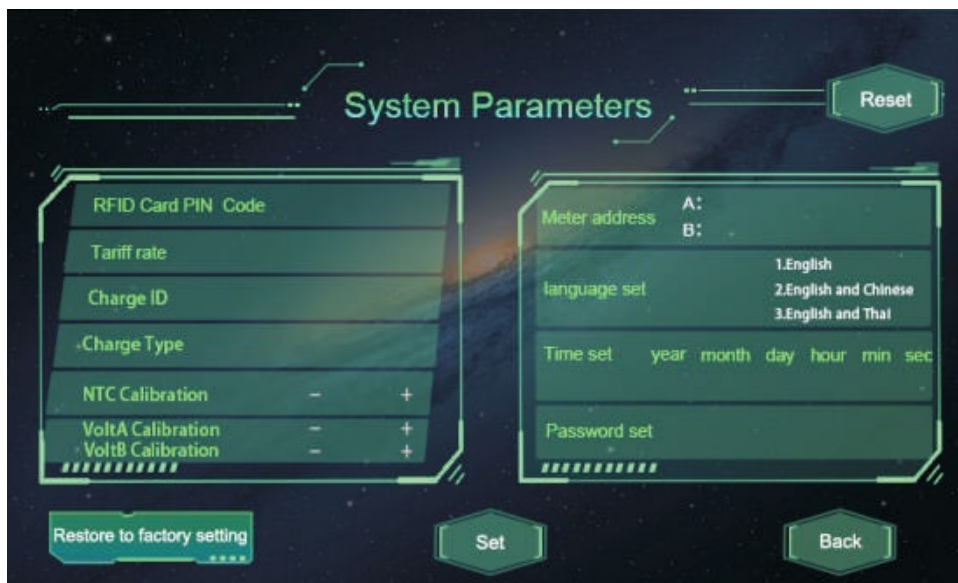 System Parameters
Reset
RFID Card PIN Code
Tariff rate
Charge ID
Charge Type
NTC Calibration - +
VoltA Calibration - +
VoltB Calibration - +
Meter address A:
B:
language set
1.English
2.English and Chinese
3.English and Thai
Time set year month day hour min sec
Password set
Restore to factory setting
Set
Back